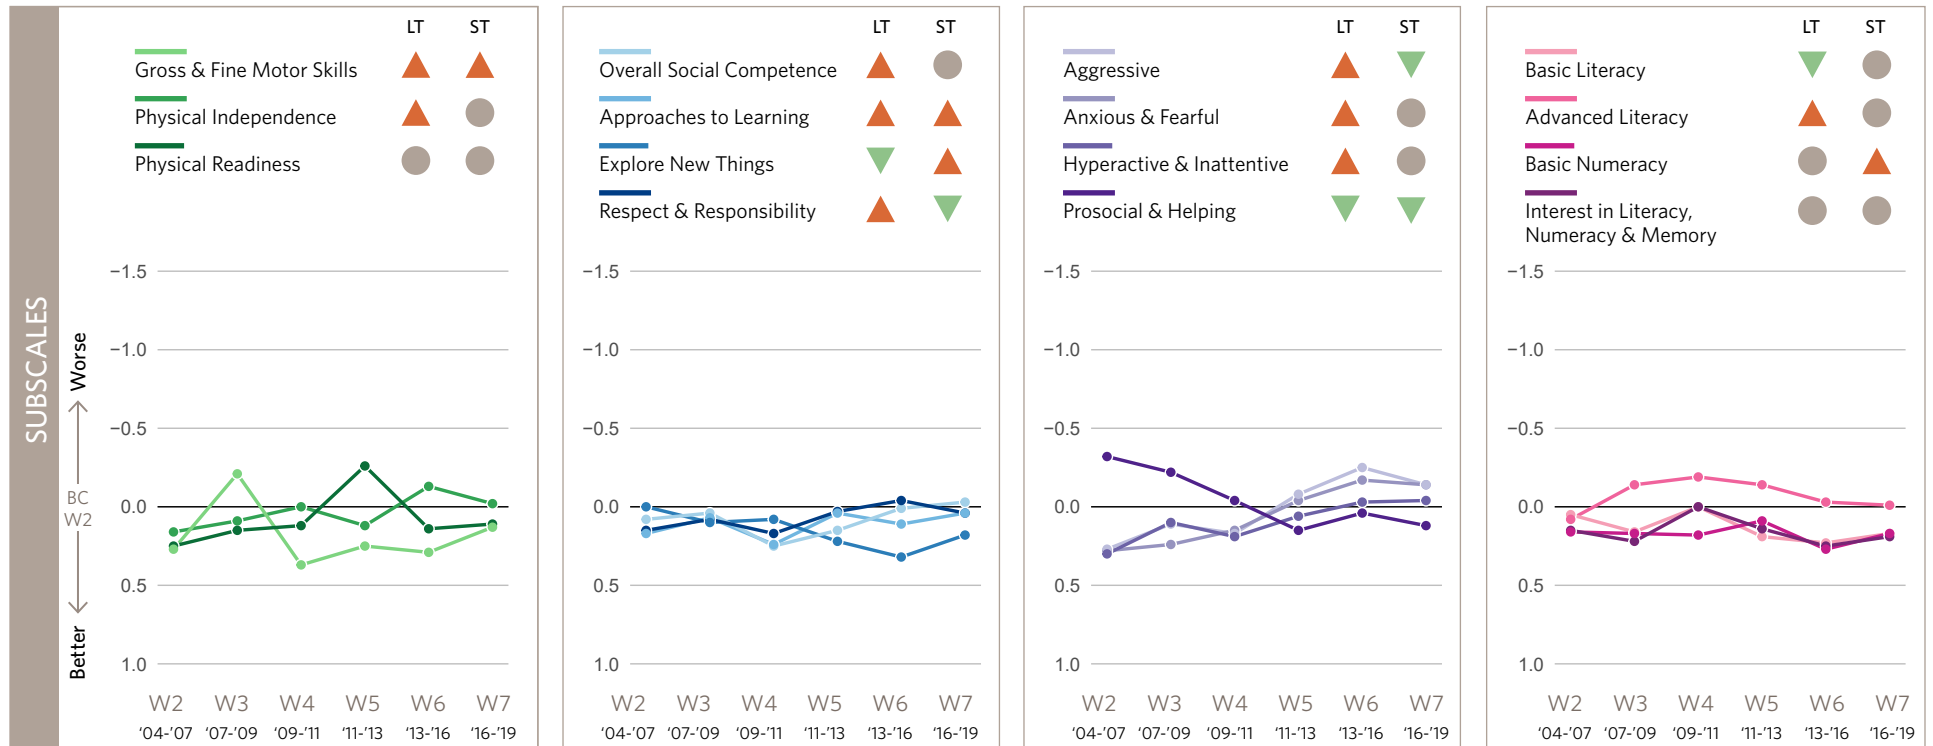 SUBSCALES
Worse
BC
W2
Better
LT ST
Gross & Fine Motor Skills
Physical Independence
Physical Readiness
−1.5
−1.0
−0.5
0.0
0.5
1.0
W2 W3 W4 W5 W6 W7
‘04-’07 ‘07-’09 ‘09-’11 ‘11-’13 ‘13-’16 ‘16-’19
LT ST
Overall Social Competence
Approaches to Learning
Explore New Things
Respect & Responsibility
−1.5
−1.0
−0.5
0.0
0.5
1.0
W2 W3 W4 W5 W6 W7
‘04-’07 ‘07-’09 ‘09-’11 ‘11-’13 ‘13-’16 ‘16-’19
LT ST
Aggressive
Anxious & Fearful
Hyperactive & Inattentive
Prosocial & Helping
−1.5
−1.0
−0.5
0.0
0.5
1.0
W2 W3 W4 W5 W6 W7
‘04-’07 ‘07-’09 ‘09-’11 ‘11-’13 ‘13-’16 ‘16-’19
LT ST
Basic Literacy
Advanced Literacy
Basic Numeracy
Interest in Literacy,
Numeracy & Memory
−1.5
−1.0
−0.5
0.0
0.5
1.0
W2 W3 W4 W5 W6 W7
‘04-’07 ‘07-’09 ‘09-’11 ‘11-’13 ‘13-’16 ‘16-’19